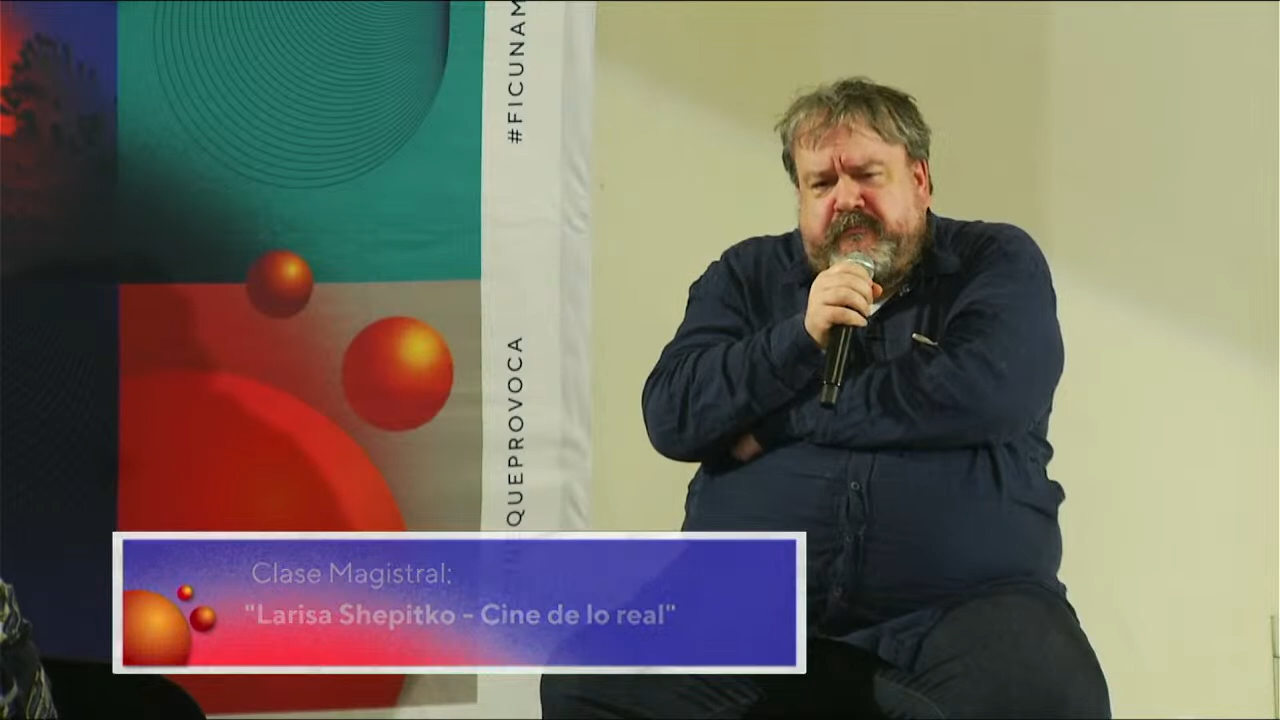 #FICUNAM
QUEPROVOCA
Clase Magistral:
"Larisa Shepitko - Cine de lo real"